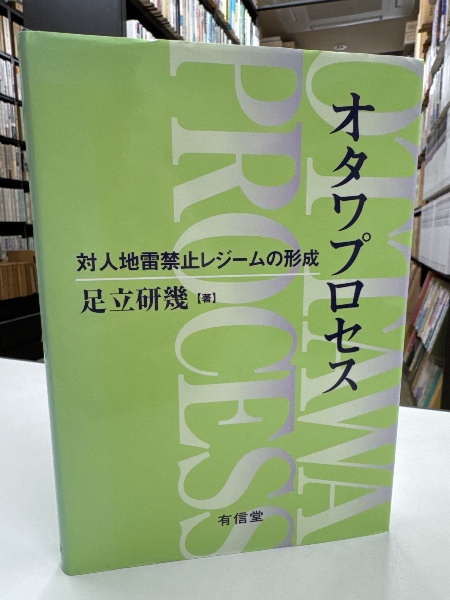 オタワプロセス
OTTAWA
PROCESS
対人地雷禁止レジームの形成
足立研幾【著】
有信堂